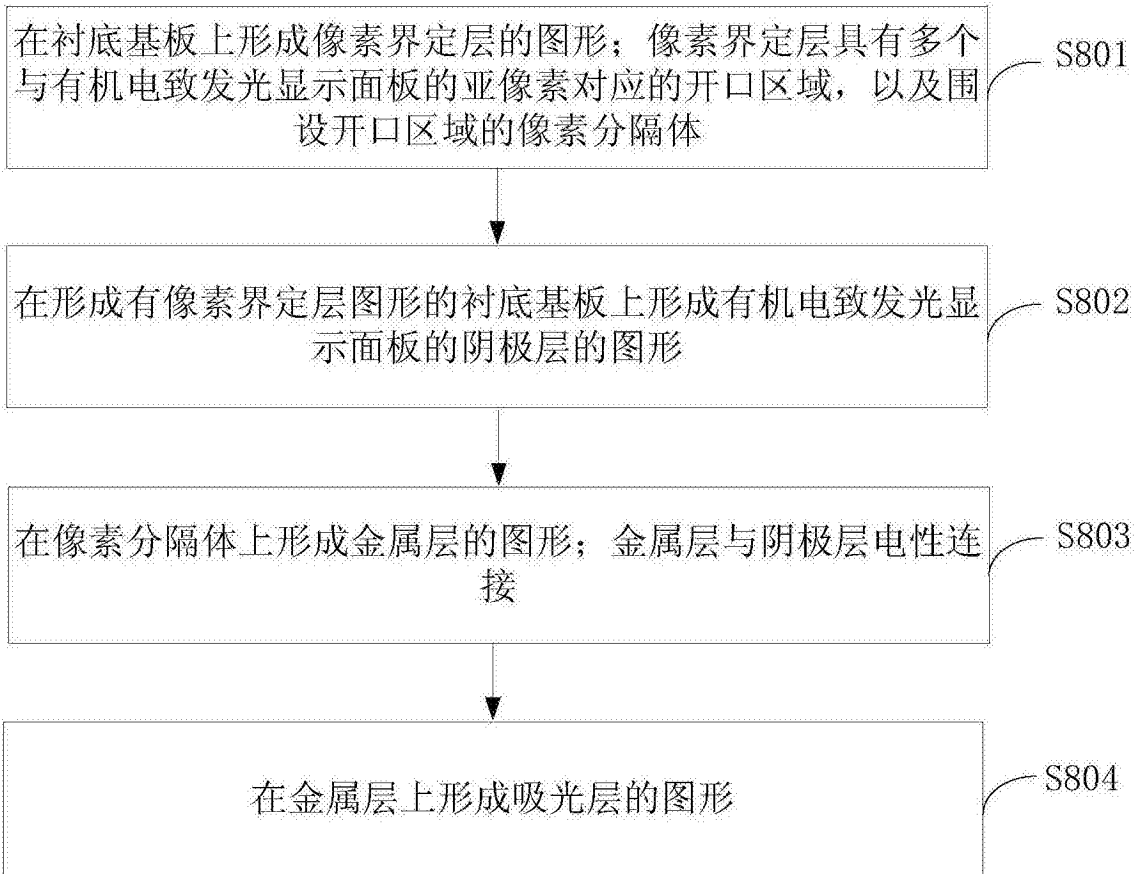 在衬底基板上形成像素界定层的图形；像素界定层具有多个
与有机电致发光显示面板的亚像素对应的开口区域，以及围
设开口区域的像素分隔体
S801
在形成有像素界定层图形的衬底基板上形成有机电致发光显
示面板的阴极层的图形
S802
在像素分隔体上形成金属层的图形；金属层与阴极层电性连
接
S803
在金属层上形成吸光层的图形
S804